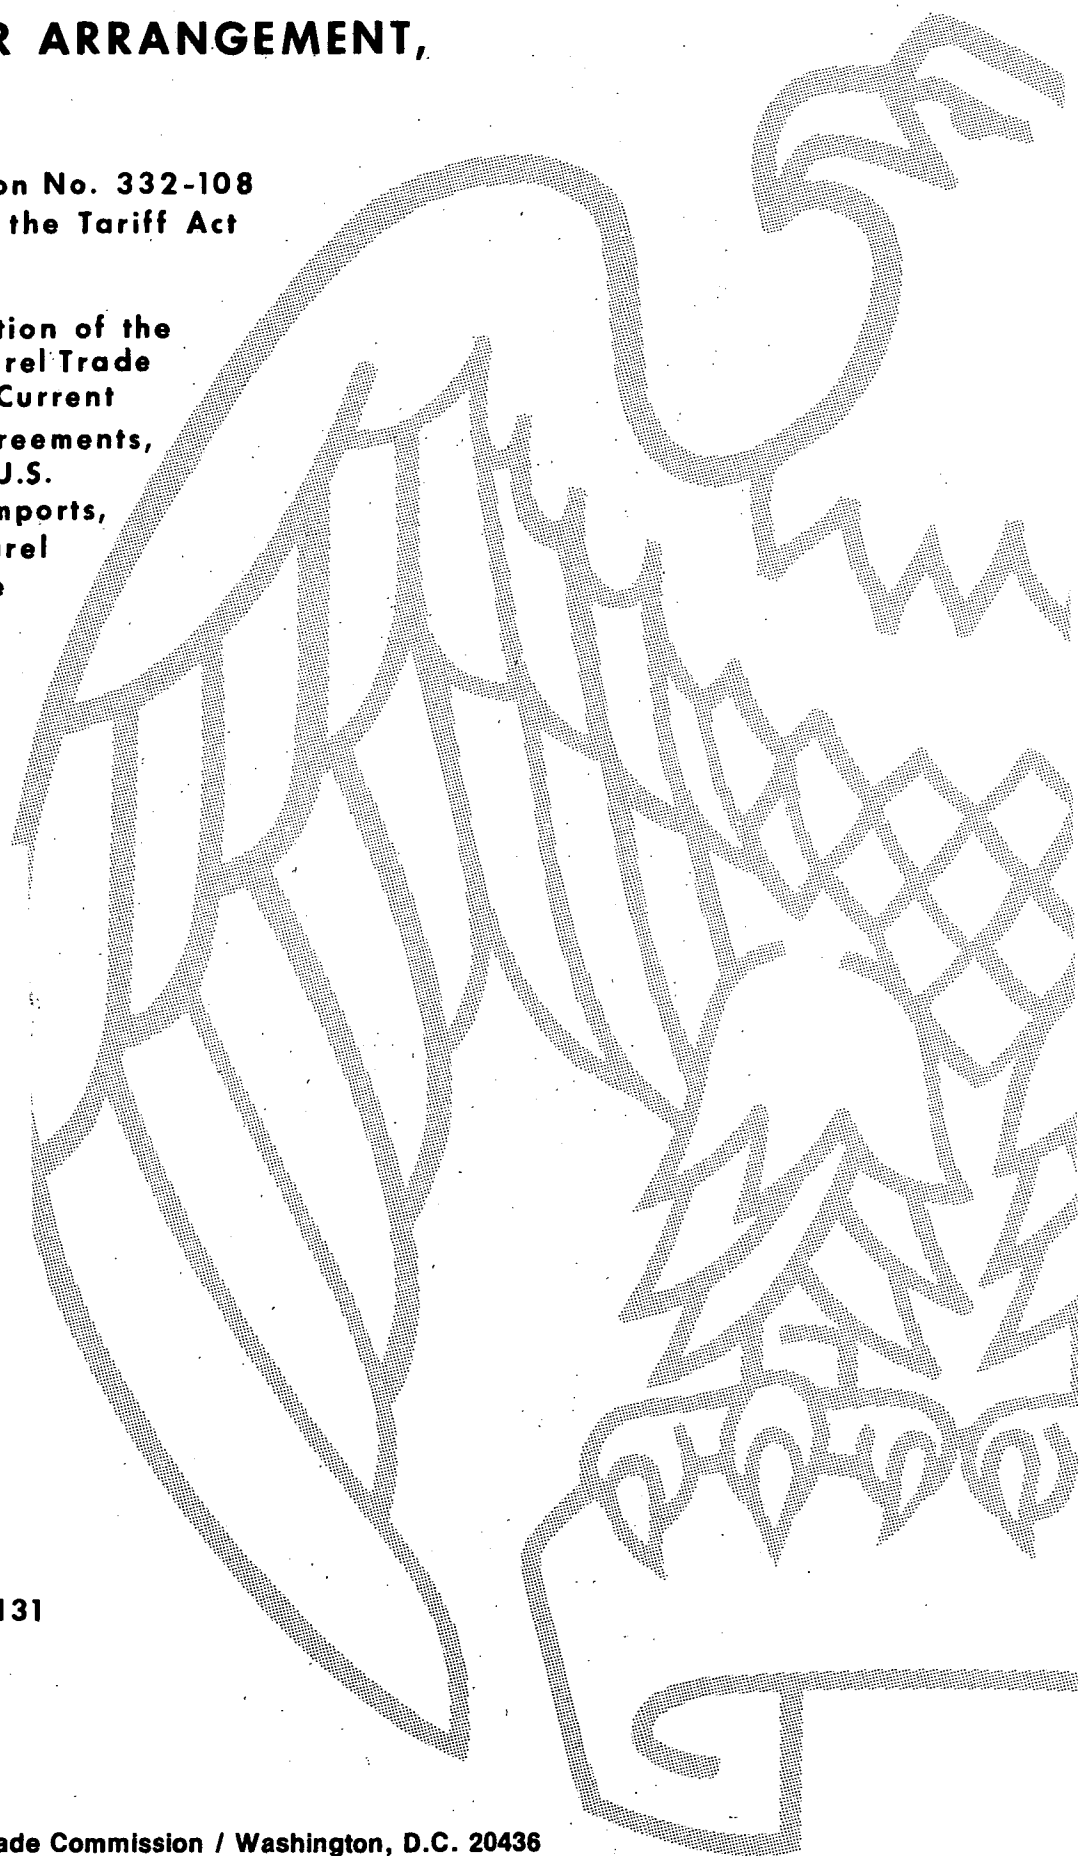 R ARRANGEMENT,
on No. 332-108
the Tariff Act
tion of the
rel Trade
Current
reements,
U.S.
mports,
rel
e
131
ade Commission / Washington, D.C. 20436